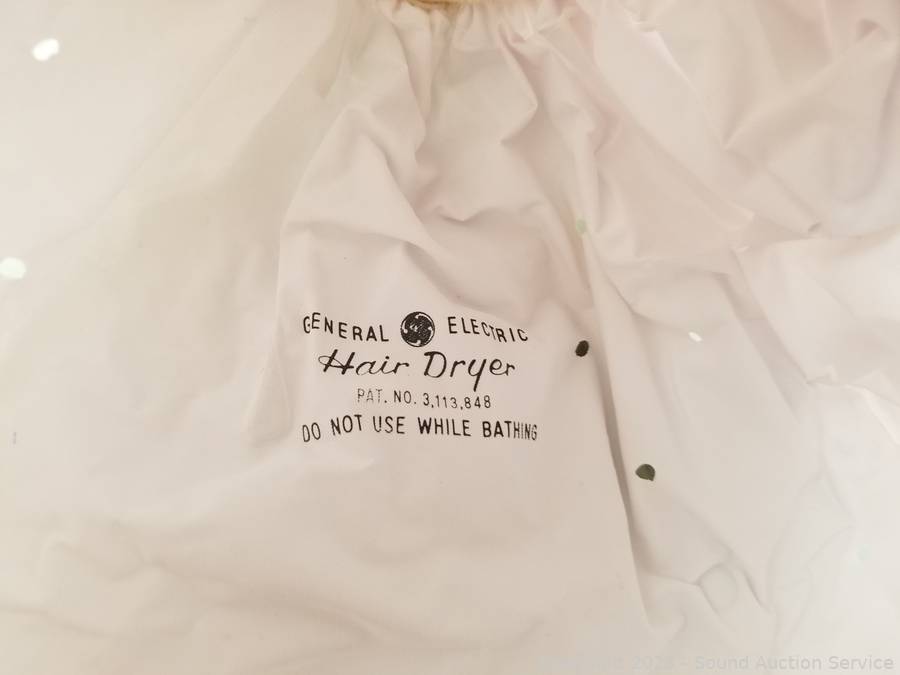 GENERAL ELECTRIC
Hair Dryer
PAT. NO. 3,113,848
DO NOT USE WHILE BATHING
Copyright 2023 - Sound Auction Service